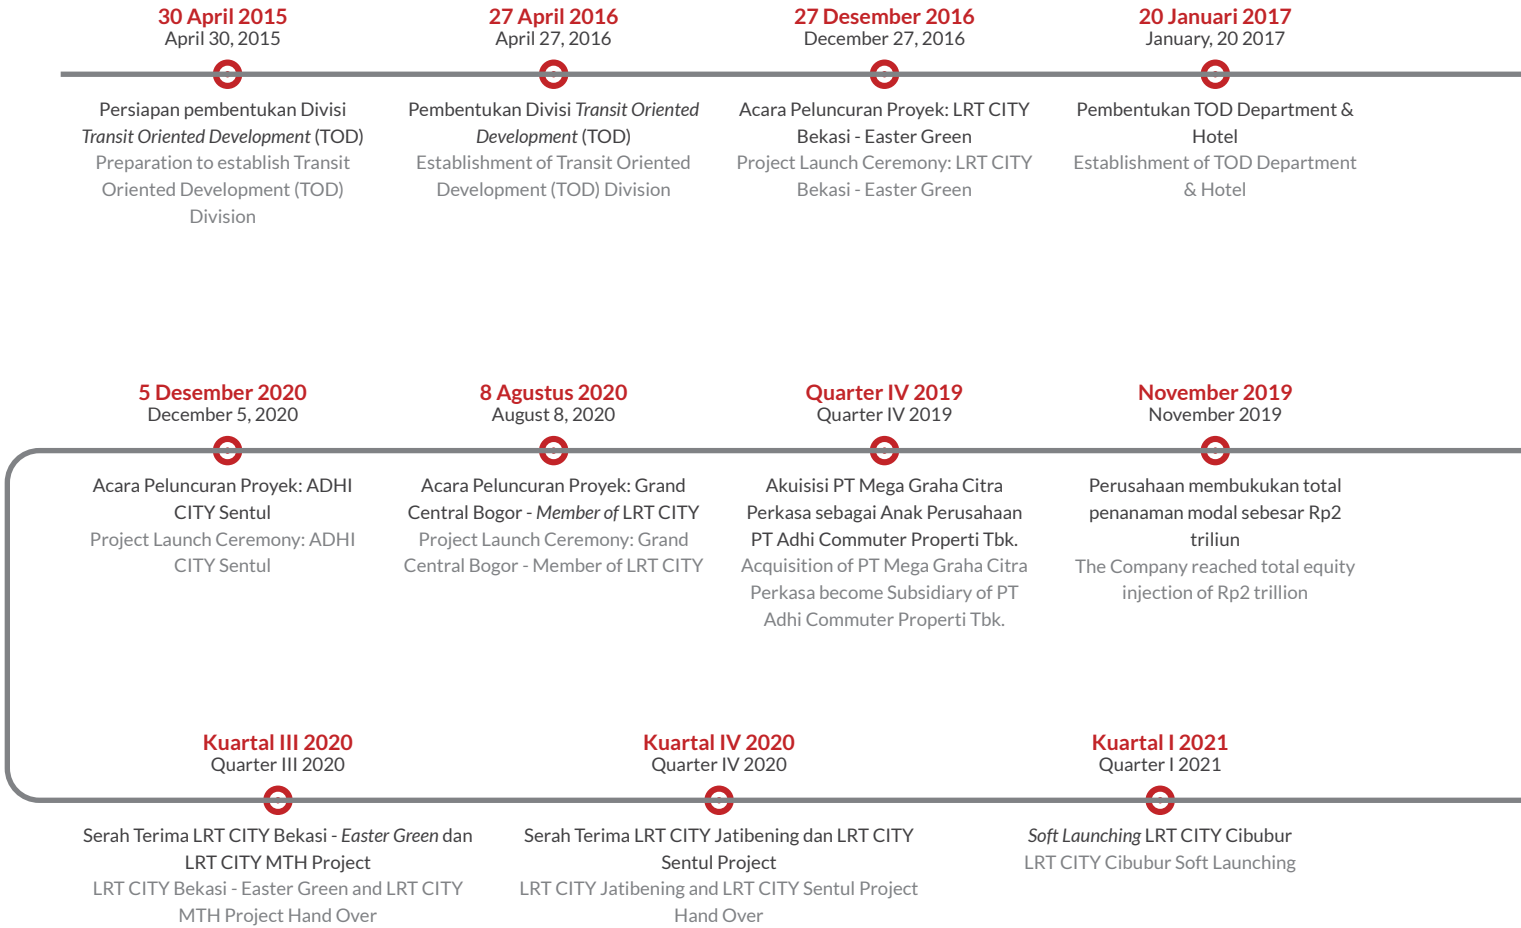 30 April 2015
April 30, 2015
Persiapan pembentukan Divisi
Transit Oriented Development (TOD)
Preparation to establish Transit
Oriented Development (TOD)
Division
27 April 2016
April 27, 2016
Pembentukan Divisi Transit Oriented
Development (TOD)
Establishment of Transit Oriented
Development (TOD) Division
27 Desember 2016
December 27, 2016
Acara Peluncuran Proyek: LRT CITY
Bekasi - Easter Green
Project Launch Ceremony: LRT CITY
Bekasi - Easter Green
20 Januari 2017
January, 20 2017
Pembentukan TOD Department &
Hotel
Establishment of TOD Department
& Hotel
5 Desember 2020
December 5, 2020
Acara Peluncuran Proyek: ADHI
CITY Sentul
Project Launch Ceremony: ADHI
CITY Sentul
8 Agustus 2020
August 8, 2020
Acara Peluncuran Proyek: Grand
Central Bogor - Member of LRT CITY
Project Launch Ceremony: Grand
Central Bogor - Member of LRT CITY
Quarter IV 2019
Quarter IV 2019
Akuisisi PT Mega Graha Citra
Perkasa sebagai Anak Perusahaan
PT Adhi Commuter Properti Tbk.
Acquisition of PT Mega Graha Citra
Perkasa become Subsidiary of PT
Adhi Commuter Properti Tbk.
November 2019
November 2019
Perusahaan membukukan total
penanaman modal sebesar Rp2
triliun
The Company reached total equity
injection of Rp2 trillion
Kuartal III 2020
Quarter III 2020
Serah Terima LRT CITY Bekasi - Easter Green dan
LRT CITY MTH Project
LRT CITY Bekasi - Easter Green and LRT CITY
MTH Project Hand Over
Kuartal IV 2020
Quarter IV 2020
Serah Terima LRT CITY Jatibening dan LRT CITY
Sentul Project
LRT CITY Jatibening and LRT CITY Sentul Project
Hand Over
Kuartal I 2021
Quarter I 2021
Soft Launching LRT CITY Cibubur
LRT CITY Cibubur Soft Launching